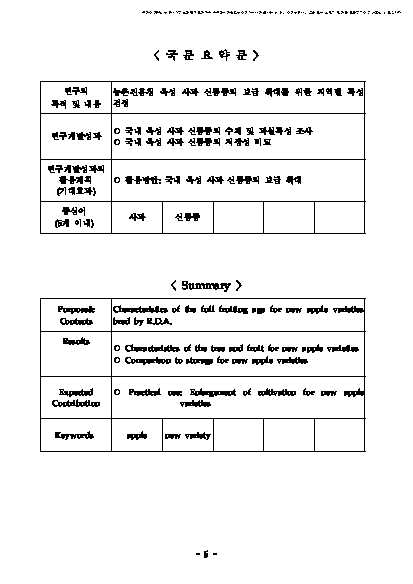 < 국 문 요 약 문 >
연구의
목적 및 내용
농촌진흥청 육성 사과 신품종의 보급 확대를 위한 지역별 특성
검정
연구개발성과
○ 국내 육성 사과 신품종의 수체 및 과실특성 조사
○ 국내 육성 사과 신품종의 저장성 비교
연구개발성과의
활용계획
(기대효과)
○ 활용방안: 국내 육성 사과 신품종의 보급 확대
중심어
(5개 이내)
사과
신품종
< Summary >
Purpose&
Contents
Characteristics of the full fruiting age for new apple varieties
bred by R.D.A.
Results
○ Characteristics of the tree and fruit for new apple varieties
○ Comparison to storage for new apple varieties
Expected
Contribution
○ Practical use: Enlargement of cultivation for new apple
varieties
Keywords
apple
new variety